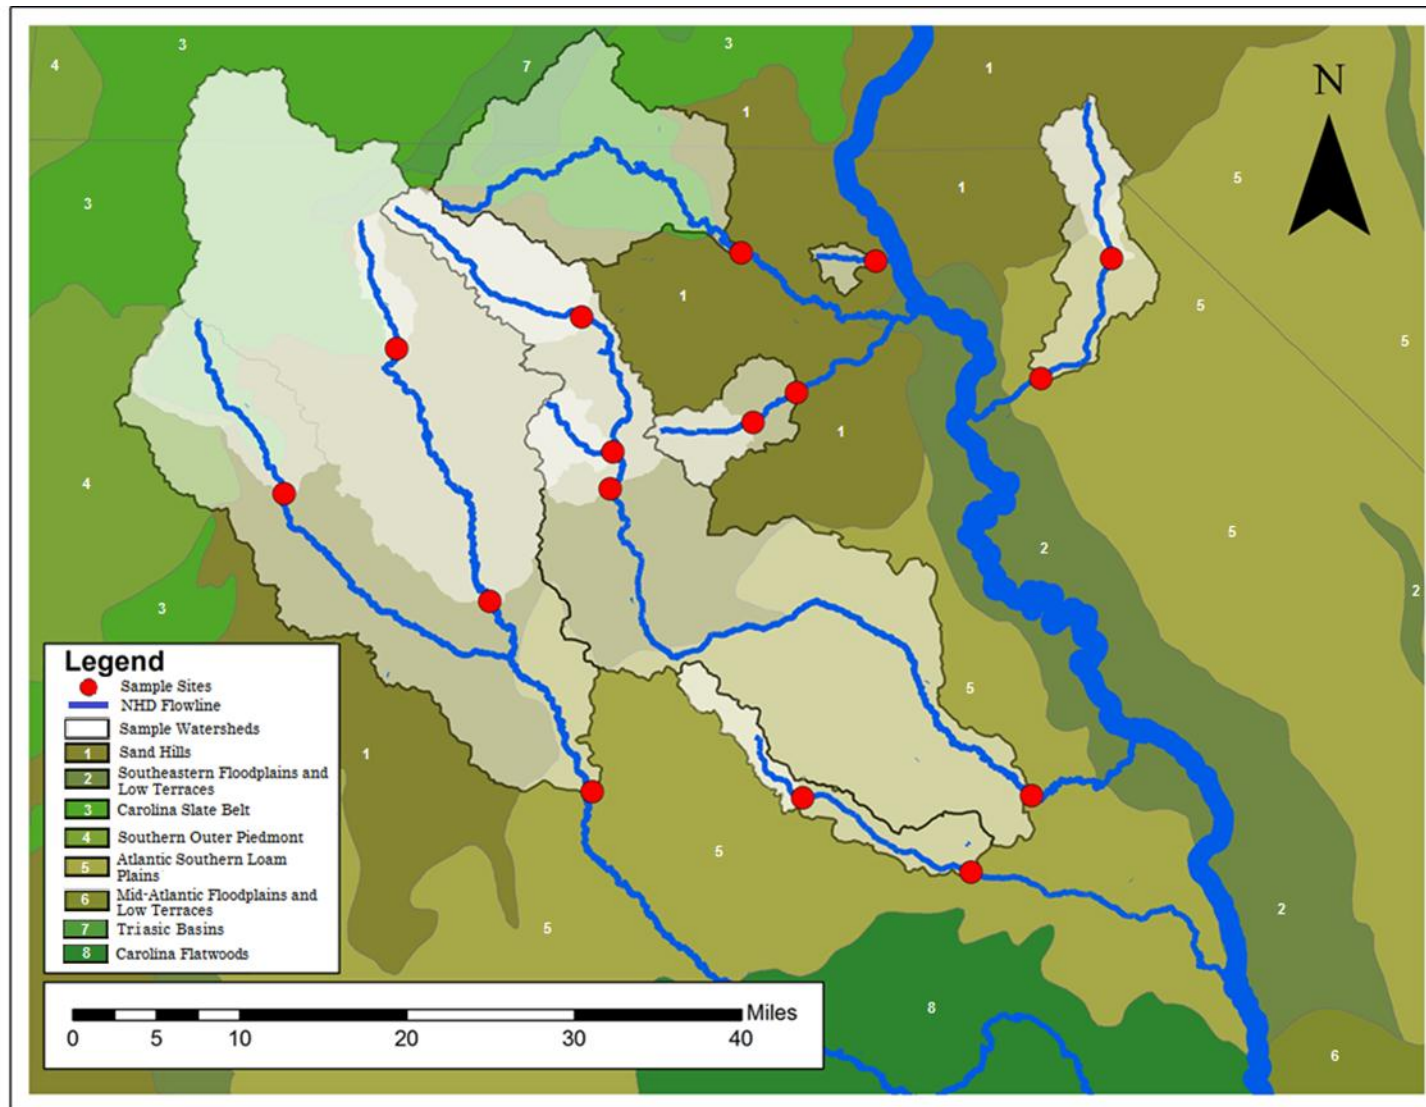 3
3
7
4
1
1
N
5
3
1
5
1
5
1
4
5
2
2
3
5
Legend
Sample Sites
NHD Flowline
Sample Watersheds
1 Sand Hills
2 Southeastern Floodplains and
Low Terraces
3 Carolina Slate Belt
4 Southern Outer Piedmont
5 Atlantic Southern Loam
Plains
6 Mid-Atlantic Floodplains and
Low Terraces
7 Triasic Basins
8 Carolina Flatwoods
1
5
2
5
8
6
Miles
0 5 10 20 30 40